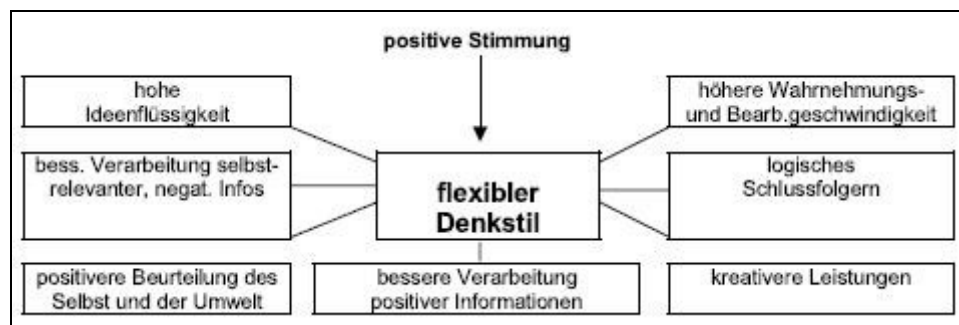 positive Stimmung
hohe
Ideenflüssigkeit
höhere Wahrnehmungs-
und Bearb.geschwindigkeit
bess. Verarbeitung selbst-
relevanter, negat. Infos
flexibler
Denkstil
logisches
Schlussfolgern
positivere Beurteilung des
Selbst und der Umwelt
bessere Verarbeitung
positiver Informationen
kreativere Leistungen